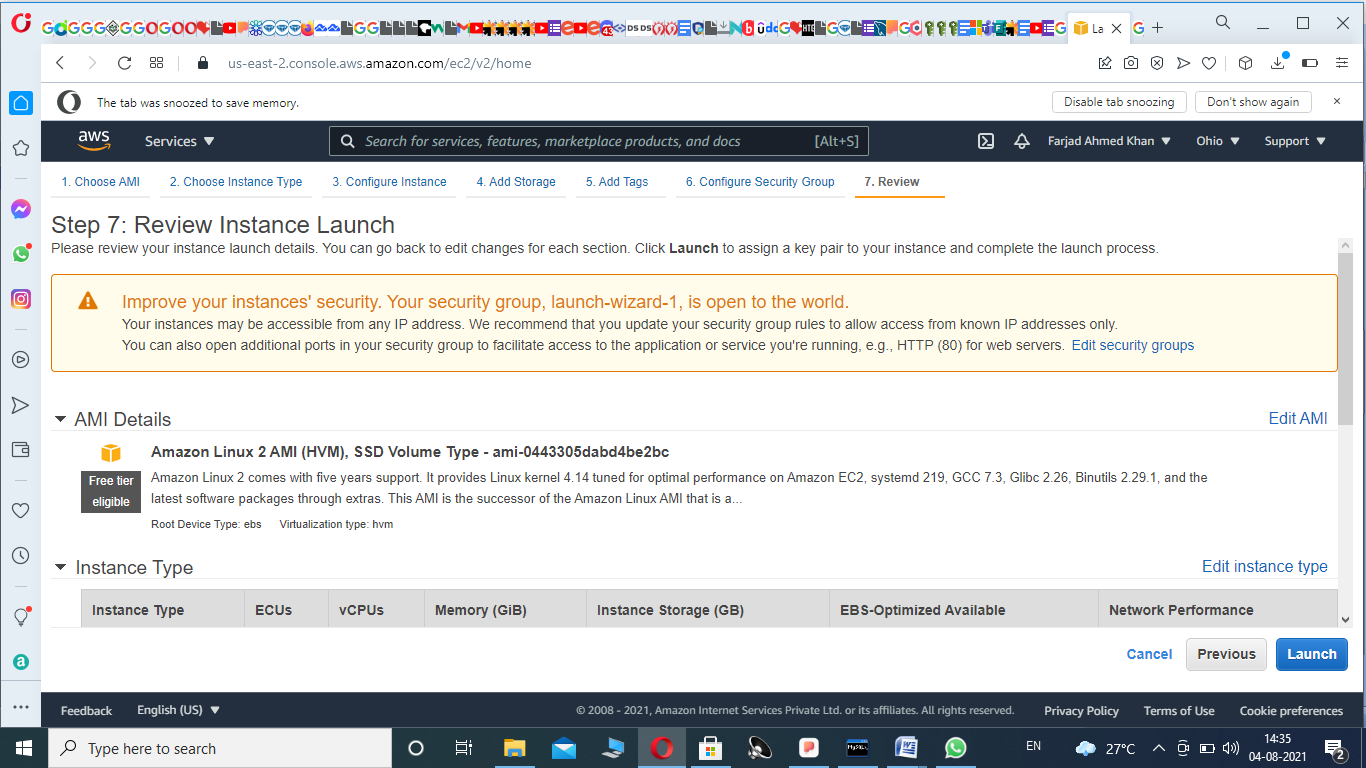 La
us-east-2.console.aws.amazon.com/ec2/v2/home
The tab was snoozed to save memory.
Disable tab snoozing
Don't show again
aws
Services
Search for services, features, marketplace products, and docs
[Alt+S]
Farjad Ahmed Khan
Ohio
Support
1. Choose AMI
2. Choose Instance Type
3. Configure Instance
4. Add Storage
5. Add Tags
6. Configure Security Group
7. Review
Step 7: Review Instance Launch
Please review your instance launch details. You can go back to edit changes for each section. Click Launch to assign a key pair to your instance and complete the launch process.
Improve your instances' security. Your security group, launch-wizard-1, is open to the world.
Your instances may be accessible from any IP address. We recommend that you update your security group rules to allow access from known IP addresses only.
You can also open additional ports in your security group to facilitate access to the application or service you're running, e.g., HTTP (80) for web servers. Edit security groups
AMI Details
Edit AMI
Amazon Linux 2 AMI (HVM), SSD Volume Type - ami-0443305dabd4be2bc
Free tier
eligible
Amazon Linux 2 comes with five years support. It provides Linux kernel 4.14 tuned for optimal performance on Amazon EC2, systemd 219, GCC 7.3, Glibc 2.26, Binutils 2.29.1, and the
latest software packages through extras. This AMI is the successor of the Amazon Linux AMI that is a...
Root Device Type: ebs
Virtualization type: hvm
Instance Type
Edit instance type
Instance Type
ECUs
vCPUs
Memory (GiB)
Instance Storage (GB)
EBS-Optimized Available
Network Performance
Cancel
Previous
Launch
Feedback
English (US)
© 2008 - 2021, Amazon Internet Services Private Ltd. or its affiliates. All rights reserved.
Privacy Policy
Terms of Use
Cookie preferences
Type here to search
EN
27°C
14:35
04-08-2021
2